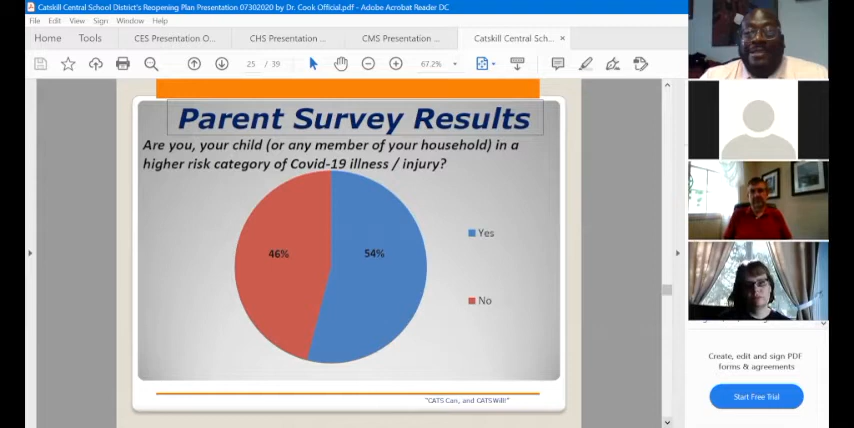 Catskill Central School District's Reopening Plan Presentation 07302020 by Dr. Cook Official.pdf - Adobe Acrobat Reader DC
File Edit View Sign Window Help
Home Tools CES Presentation O... CHS Presentation ... CMS Presentation ... Catskill Central Sch... ×
25 / 39 67.2%
Parent Survey Results
Are you, your child (or any member of your household) in a
higher risk category of Covid-19 illness / injury?
Yes
46% 54%
No
"CATS Can, and CATS Will!"
Create, edit and sign PDF
forms & agreements
Start Free Trial